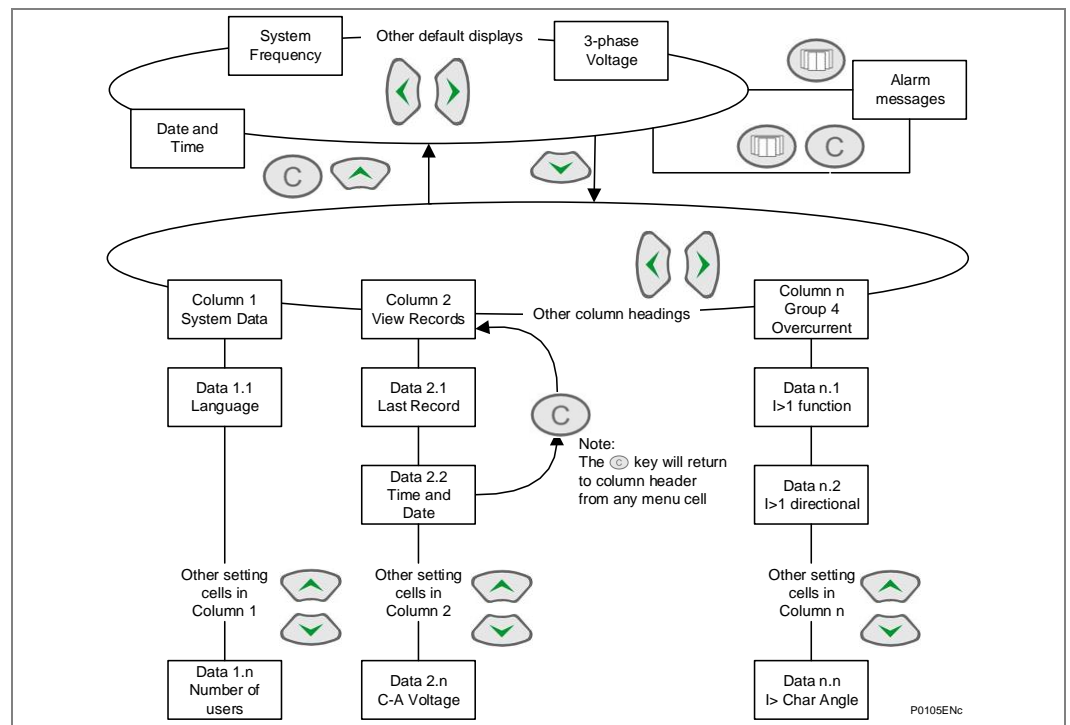 System
Frequency
Other default displays
3-phase
Voltage
Alarm
messages
Date and
Time
C
C
Column 1
System Data
Column 2
View Records
Other column headings
Column n
Group 4
Overcurrent
Data 1.1
Language
Data 2.1
Last Record
Data n.1
I>1 function
C
Note:
The C key will return
to column header
from any menu cell
Data 2.2
Time and
Date
Data n.2
I>1 directional
Other setting
cells in
Column 1
Other setting
cells in
Column 2
Other setting
cells in
Column n
Data 1.n
Number of
users
Data 2.n
C-A Voltage
Data n.n
I> Char Angle
P0105ENc